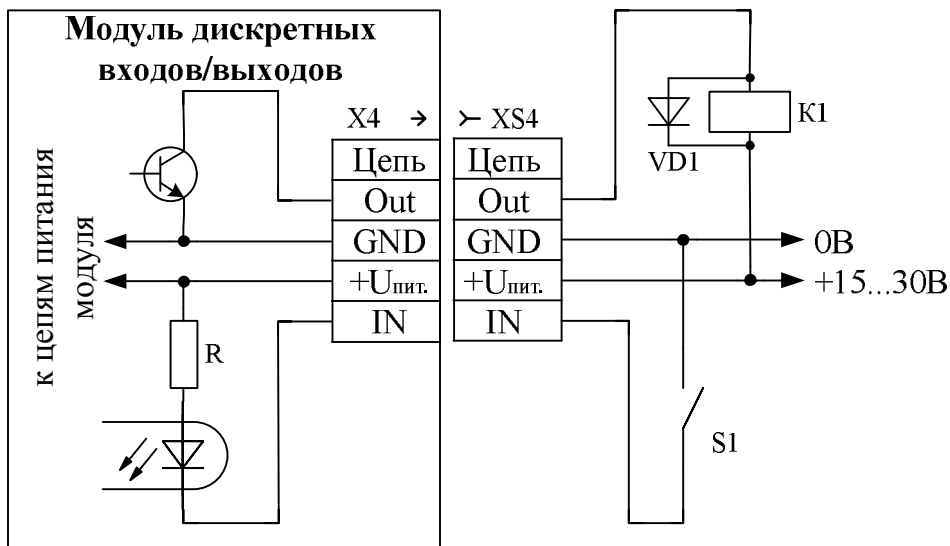 Модуль дискретных
входов/выходов
X4
XS4
K1
VD1
Цепь
Цепь
Out
Out
GND
GND
0В
+Uпит.
+Uпит.
+15...30В
IN
IN
к цепям питания
модуля
R
S1